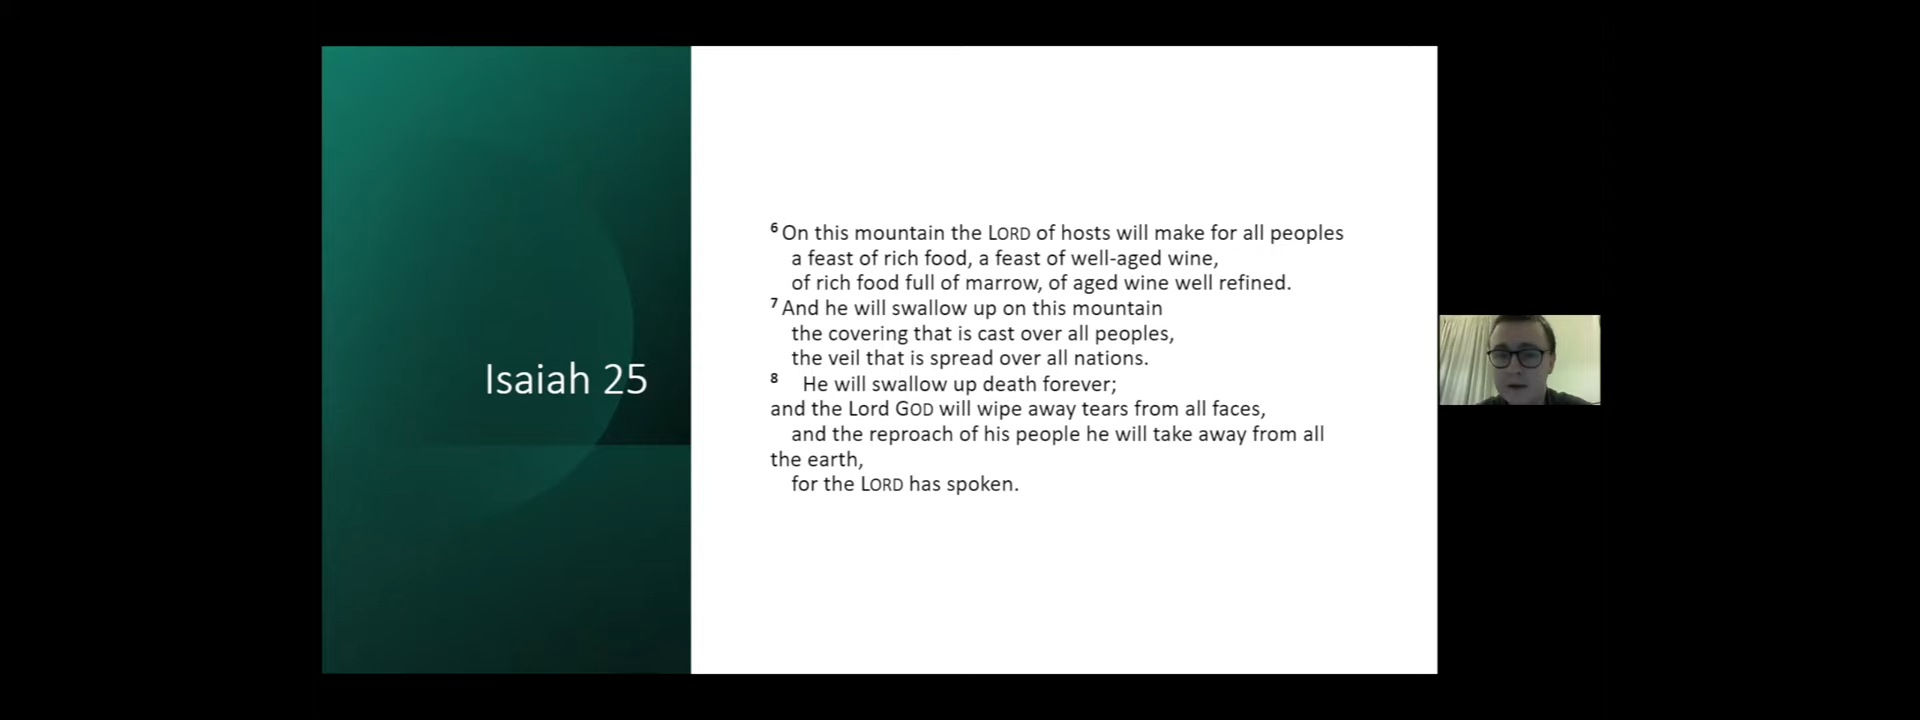 Isaiah 25
6 On this mountain the LORD of hosts will make for all peoples
a feast of rich food, a feast of well-aged wine,
of rich food full of marrow, of aged wine well refined.
7 And he will swallow up on this mountain
the covering that is cast over all peoples,
the veil that is spread over all nations.
8 He will swallow up death forever;
and the Lord GOD will wipe away tears from all faces,
and the reproach of his people he will take away from all
the earth,
for the LORD has spoken.